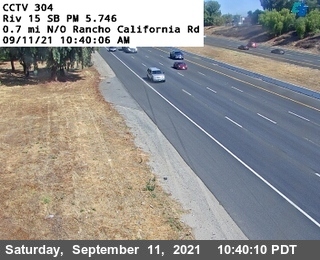 CCTV 304
Riv 15 SB PM 5.746
0.7 mi N/O Rancho California Rd
09/11/21 10:40:06 AM
Saturday, September 11, 2021 10:40:10 PDT